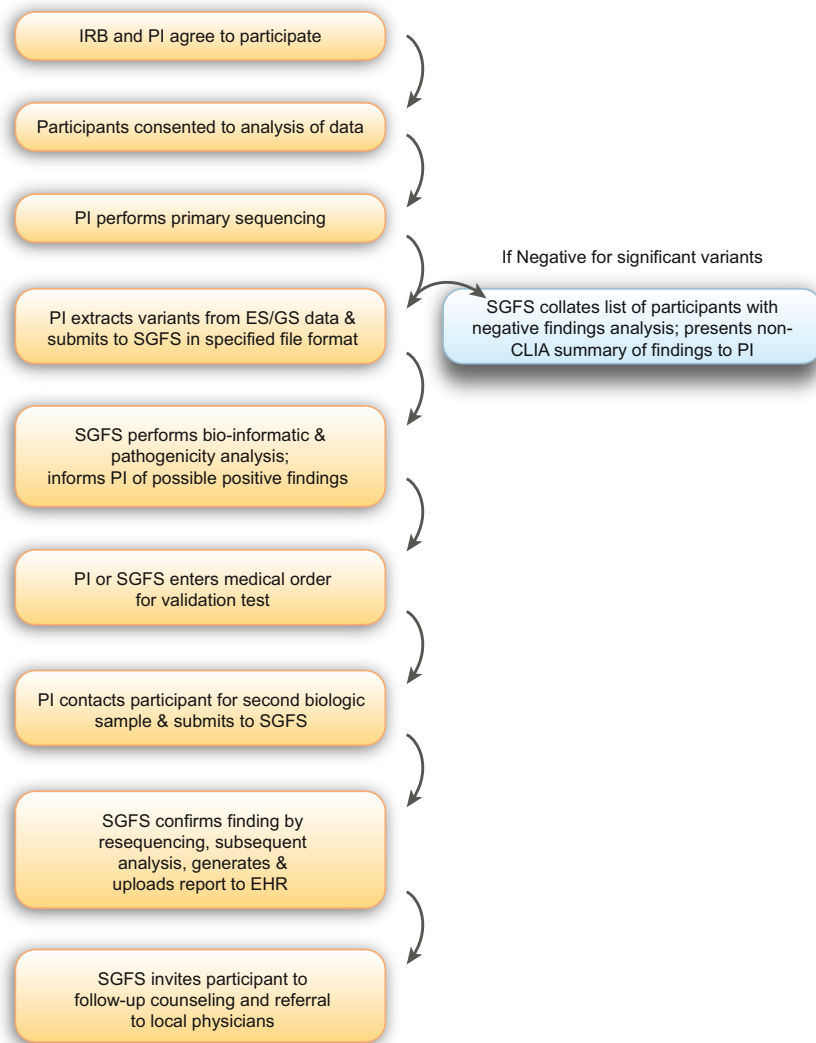 IRB and PI agree to participate
Participants consented to analysis of data
PI performs primary sequencing
If Negative for significant variants
PI extracts variants from ES/GS data &
submits to SGFS in specified file format
SGFS collates list of participants with
negative findings analysis; presents non-
CLIA summary of findings to PI
SGFS performs bio-informatic &
pathogenicity analysis;
informs PI of possible positive findings
PI or SGFS enters medical order
for validation test
PI contacts participant for second biologic
sample & submits to SGFS
SGFS confirms finding by
resequencing, subsequent
analysis, generates &
uploads report to EHR
SGFS invites participant to
follow-up counseling and referral
to local physicians